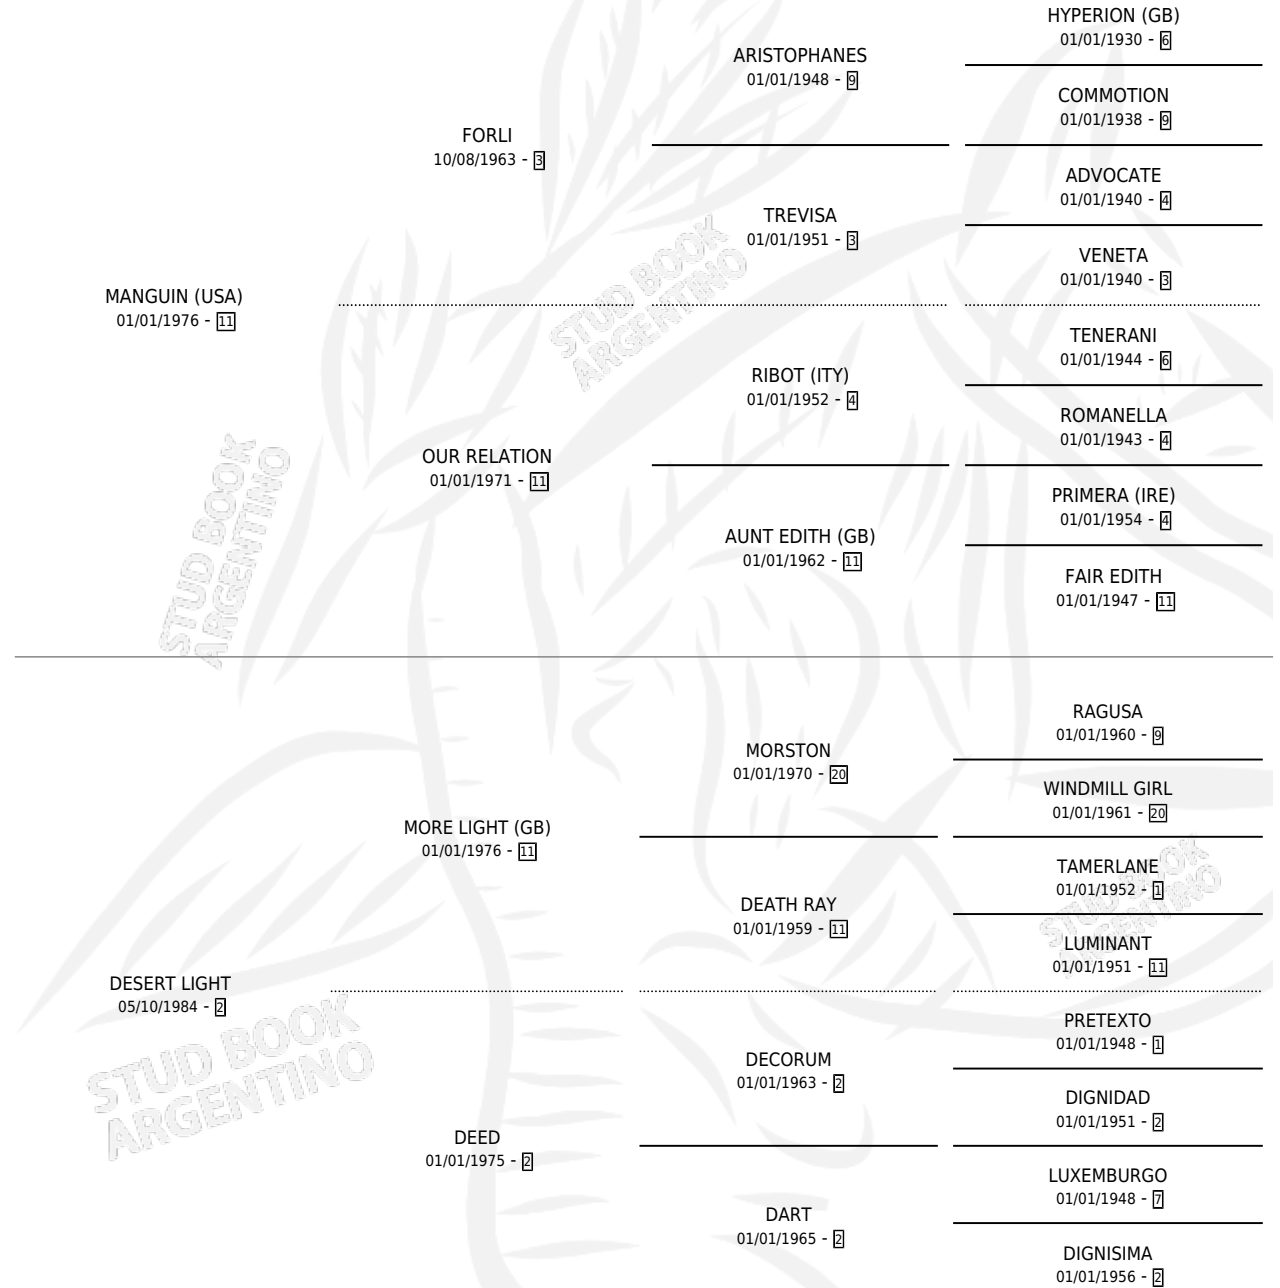 HYPERION (GB)
01/01/1930 - 6
ARISTOPHANES
01/01/1948 - 9
COMMOTION
01/01/1938 - 9
FORLI
10/08/1963 - 3
ADVOCATE
01/01/1940 - 4
TREVISA
01/01/1951 - 3
VENETA
01/01/1940 - 3
STUD BOOK
ARGENTINO
MANGUIN (USA)
01/01/1976 - 11
TENERANI
01/01/1944 - 6
RIBOT (ITY)
01/01/1952 - 4
ROMANELLA
01/01/1943 - 4
OUR RELATION
01/01/1971 - 11
PRIMERA (IRE)
01/01/1954 - 4
AUNT EDITH (GB)
01/01/1962 - 11
FAIR EDITH
01/01/1947 - 11
STUD BOOK
ARGENTINO
RAGUSA
01/01/1960 - 9
MORSTON
01/01/1970 - 20
WINDMILL GIRL
01/01/1961 - 20
MORE LIGHT (GB)
01/01/1976 - 11
TAMERLANE
01/01/1952 - 1
DEATH RAY
01/01/1959 - 11
LUMINANT
01/01/1951 - 11
STUD BOOK
ARGENTINO
DESERT LIGHT
05/10/1984 - 2
PRETEXTO
01/01/1948 - 1
DECORUM
01/01/1963 - 2
DIGNIDAD
01/01/1951 - 2
STUD BOOK
ARGENTINO
DEED
01/01/1975 - 2
LUXEMBURGO
01/01/1948 - 7
DART
01/01/1965 - 2
DIGNISIMA
01/01/1956 - 2